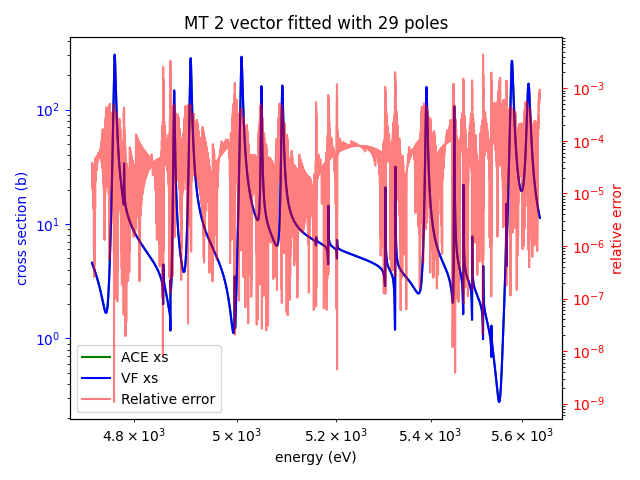 MT 2 vector fitted with 29 poles
cross section (b)
10²
10¹
10⁰
relative error
10⁻³
10⁻⁴
10⁻⁵
10⁻⁶
10⁻⁷
10⁻⁸
10⁻⁹
ACE xs
VF xs
Relative error
4.8 × 10³ 5 × 10³ 5.2 × 10³ 5.4 × 10³ 5.6 × 10³
energy (eV)